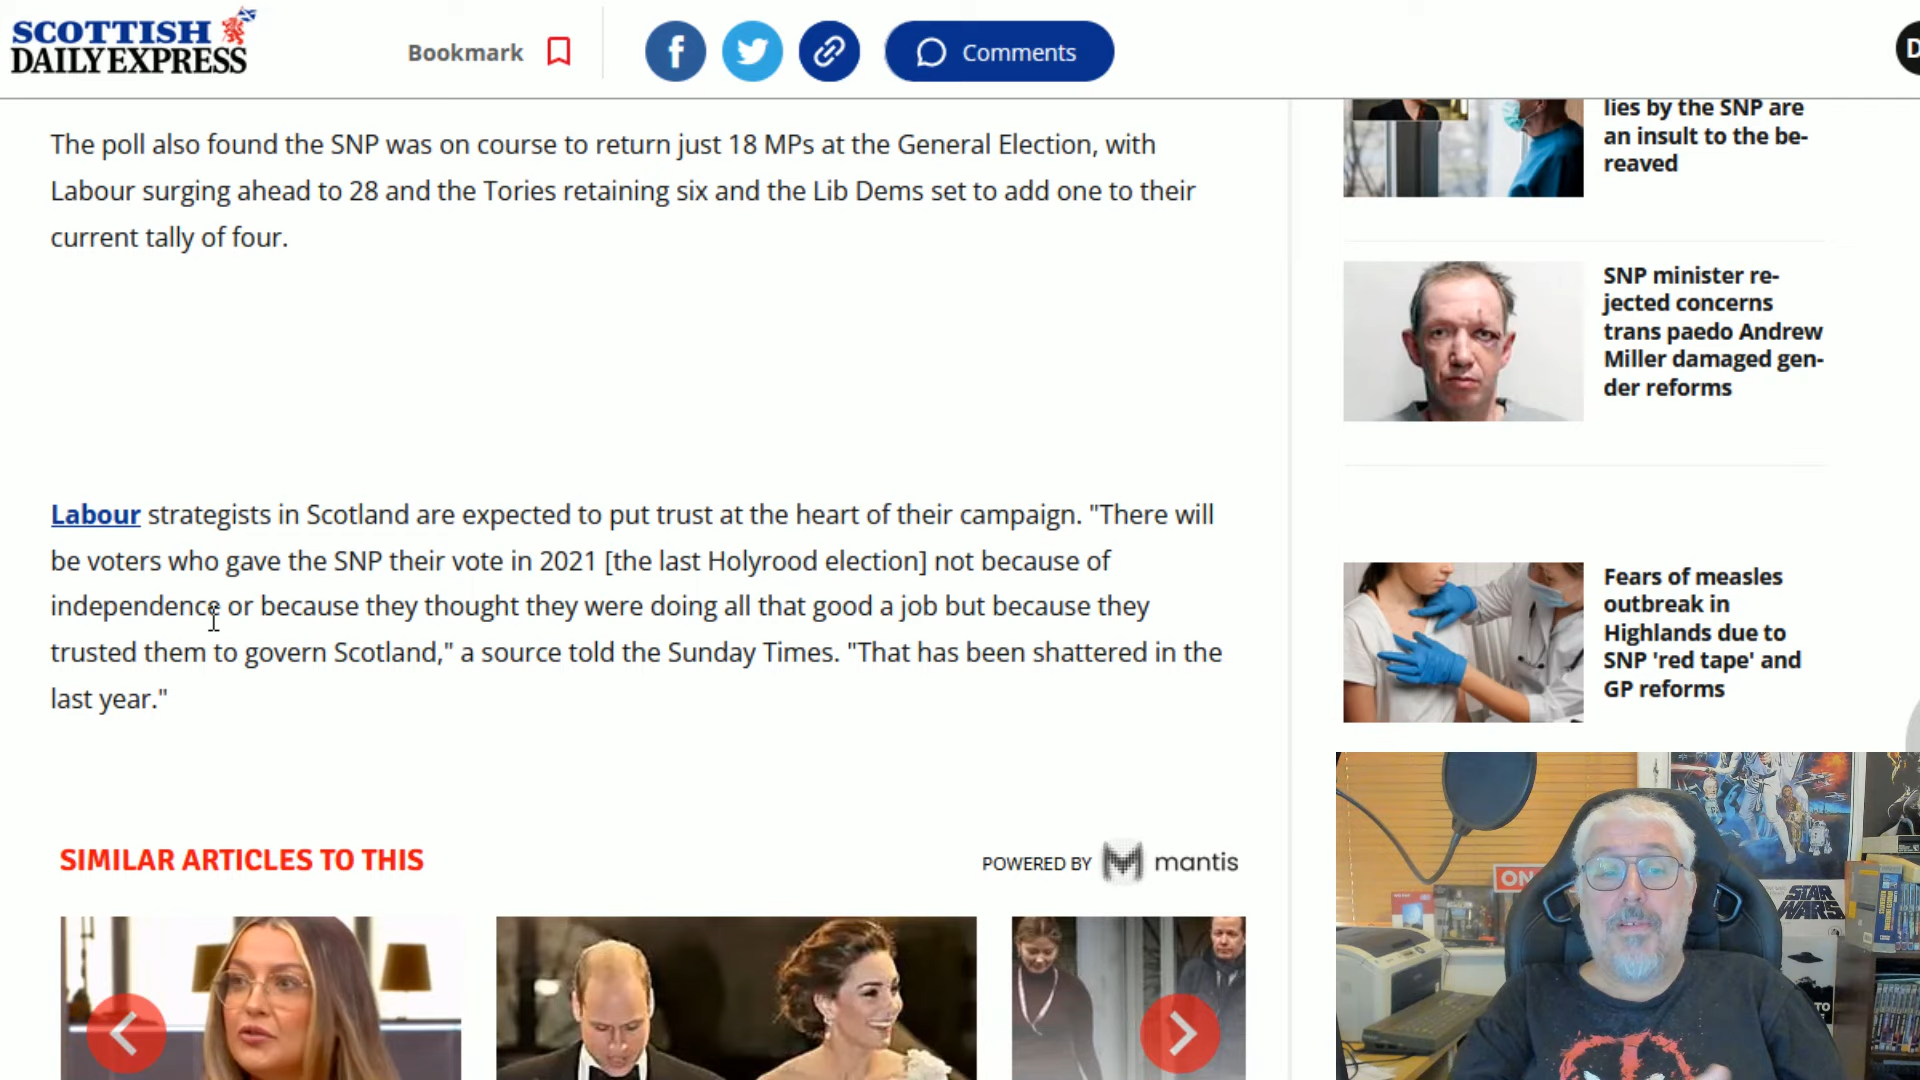 SCOTTISH
DAILY EXPRESS
Bookmark
Comments
D
The poll also found the SNP was on course to return just 18 MPs at the General Election, with
Labour surging ahead to 28 and the Tories retaining six and the Lib Dems set to add one to their
current tally of four.
Labour strategists in Scotland are expected to put trust at the heart of their campaign. "There will
be voters who gave the SNP their vote in 2021 [the last Holyrood election] not because of
independence or because they thought they were doing all that good a job but because they
trusted them to govern Scotland," a source told the Sunday Times. "That has been shattered in the
last year."
SIMILAR ARTICLES TO THIS
POWERED BY mantis
lies by the SNP are
an insult to the be-
reaved
SNP minister re-
jected concerns
trans paedo Andrew
Miller damaged gen-
der reforms
Fears of measles
outbreak in
Highlands due to
SNP 'red tape' and
GP reforms
ON
STAR
WARS
TO